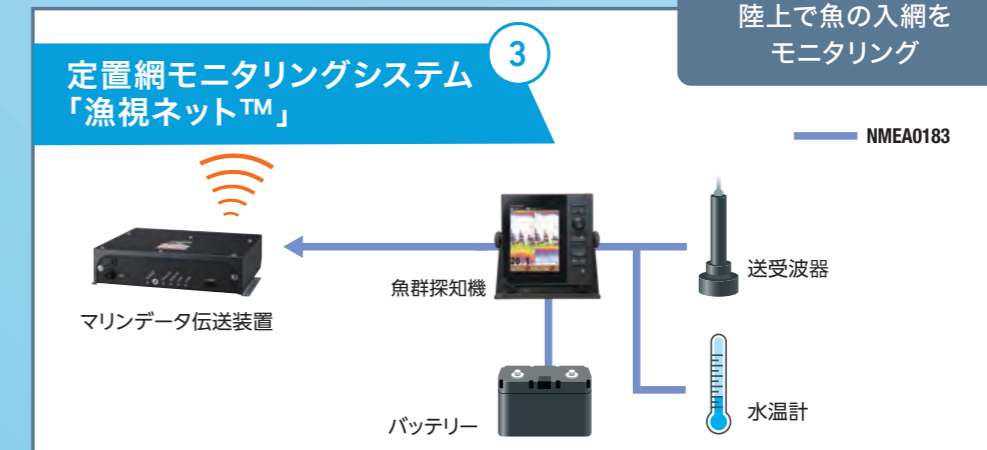 陸上で魚の入網を
モニタリング
3
定置網モニタリングシステム
「漁視ネット™」
NMEA0183
送受波器
魚群探知機
マリンデータ伝送装置
水温計
バッテリー